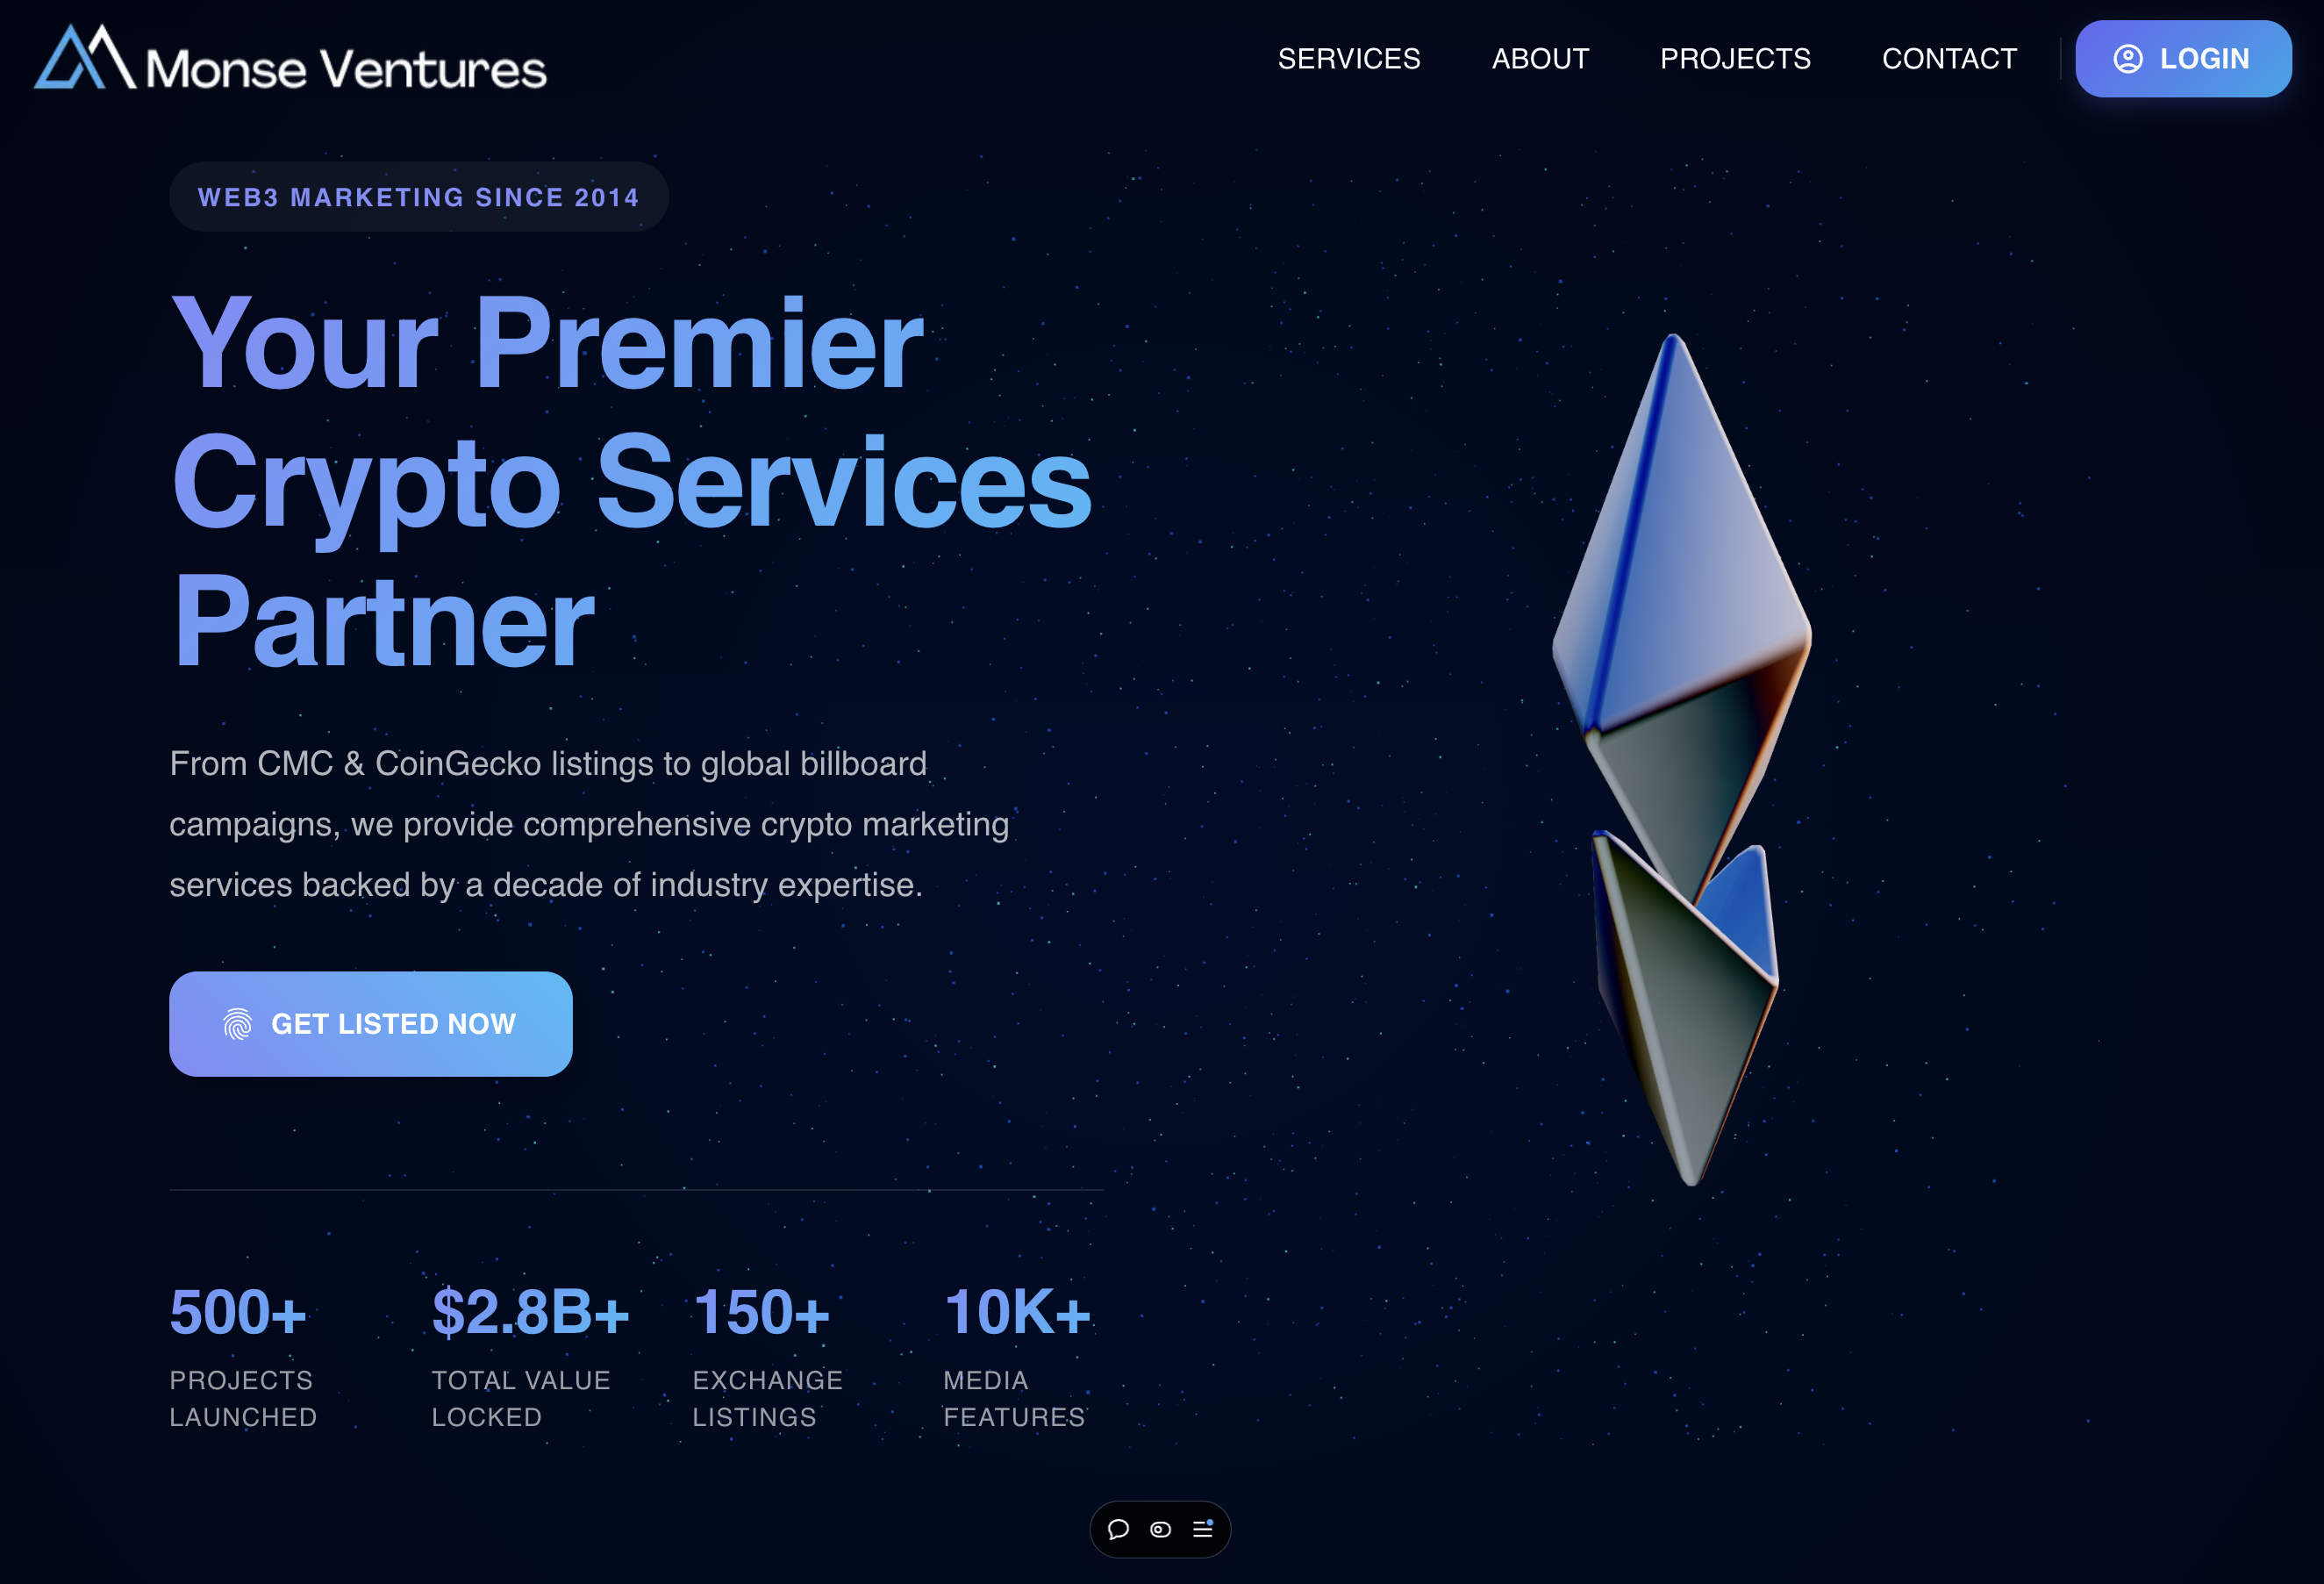 Monse Ventures
SERVICES
ABOUT
PROJECTS
CONTACT
LOGIN
WEB3 MARKETING SINCE 2014
Your Premier
Crypto Services
Partner
From CMC & CoinGecko listings to global billboard
campaigns, we provide comprehensive crypto marketing
services backed by a decade of industry expertise.
GET LISTED NOW
500+
PROJECTS
LAUNCHED
$2.8B+
TOTAL VALUE
LOCKED
150+
EXCHANGE
LISTINGS
10K+
MEDIA
FEATURES